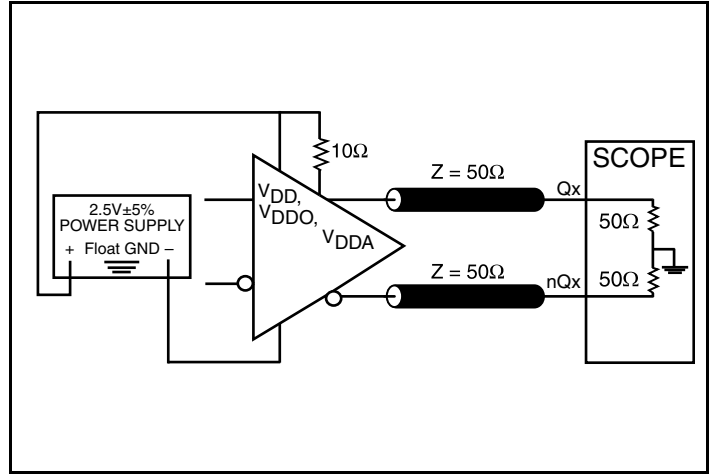 2.5V±5%
POWER SUPPLY
+ Float GND –
VDD,
VDDO,
VDDA
10Ω
Z = 50Ω
Z = 50Ω
Qx
nQx
SCOPE
50Ω
50Ω